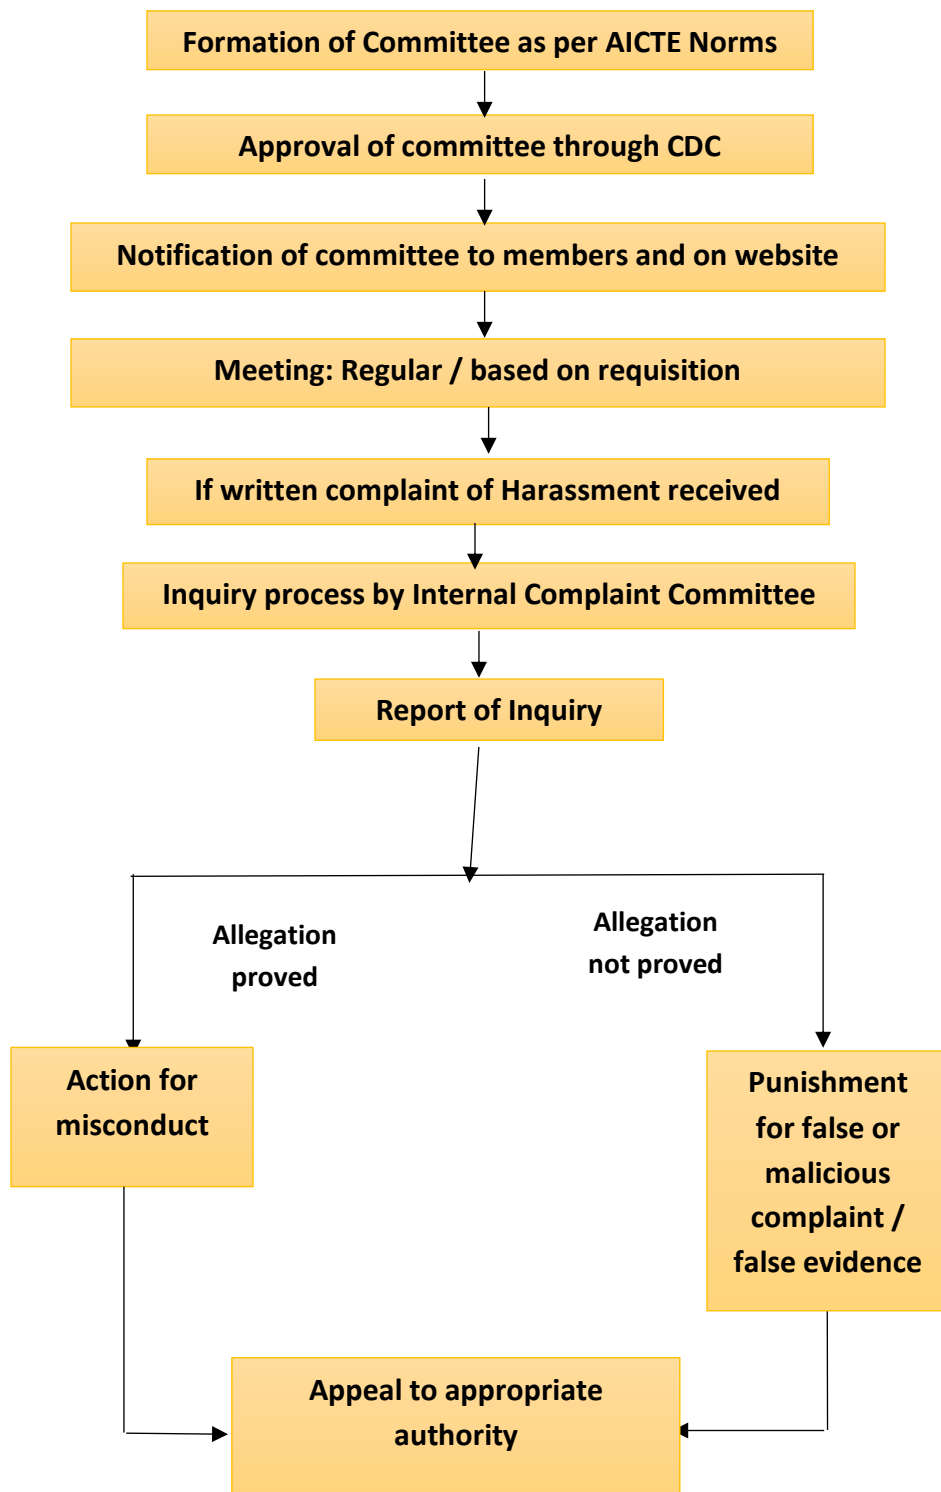 Formation of Committee as per AICTE Norms
Approval of committee through CDC
Notification of committee to members and on website
Meeting: Regular / based on requisition
If written complaint of Harassment received
Inquiry process by Internal Complaint Committee
Report of Inquiry
Allegation
proved
Allegation
not proved
Action for
misconduct
Punishment
for false or
malicious
complaint /
false evidence
Appeal to appropriate
authority